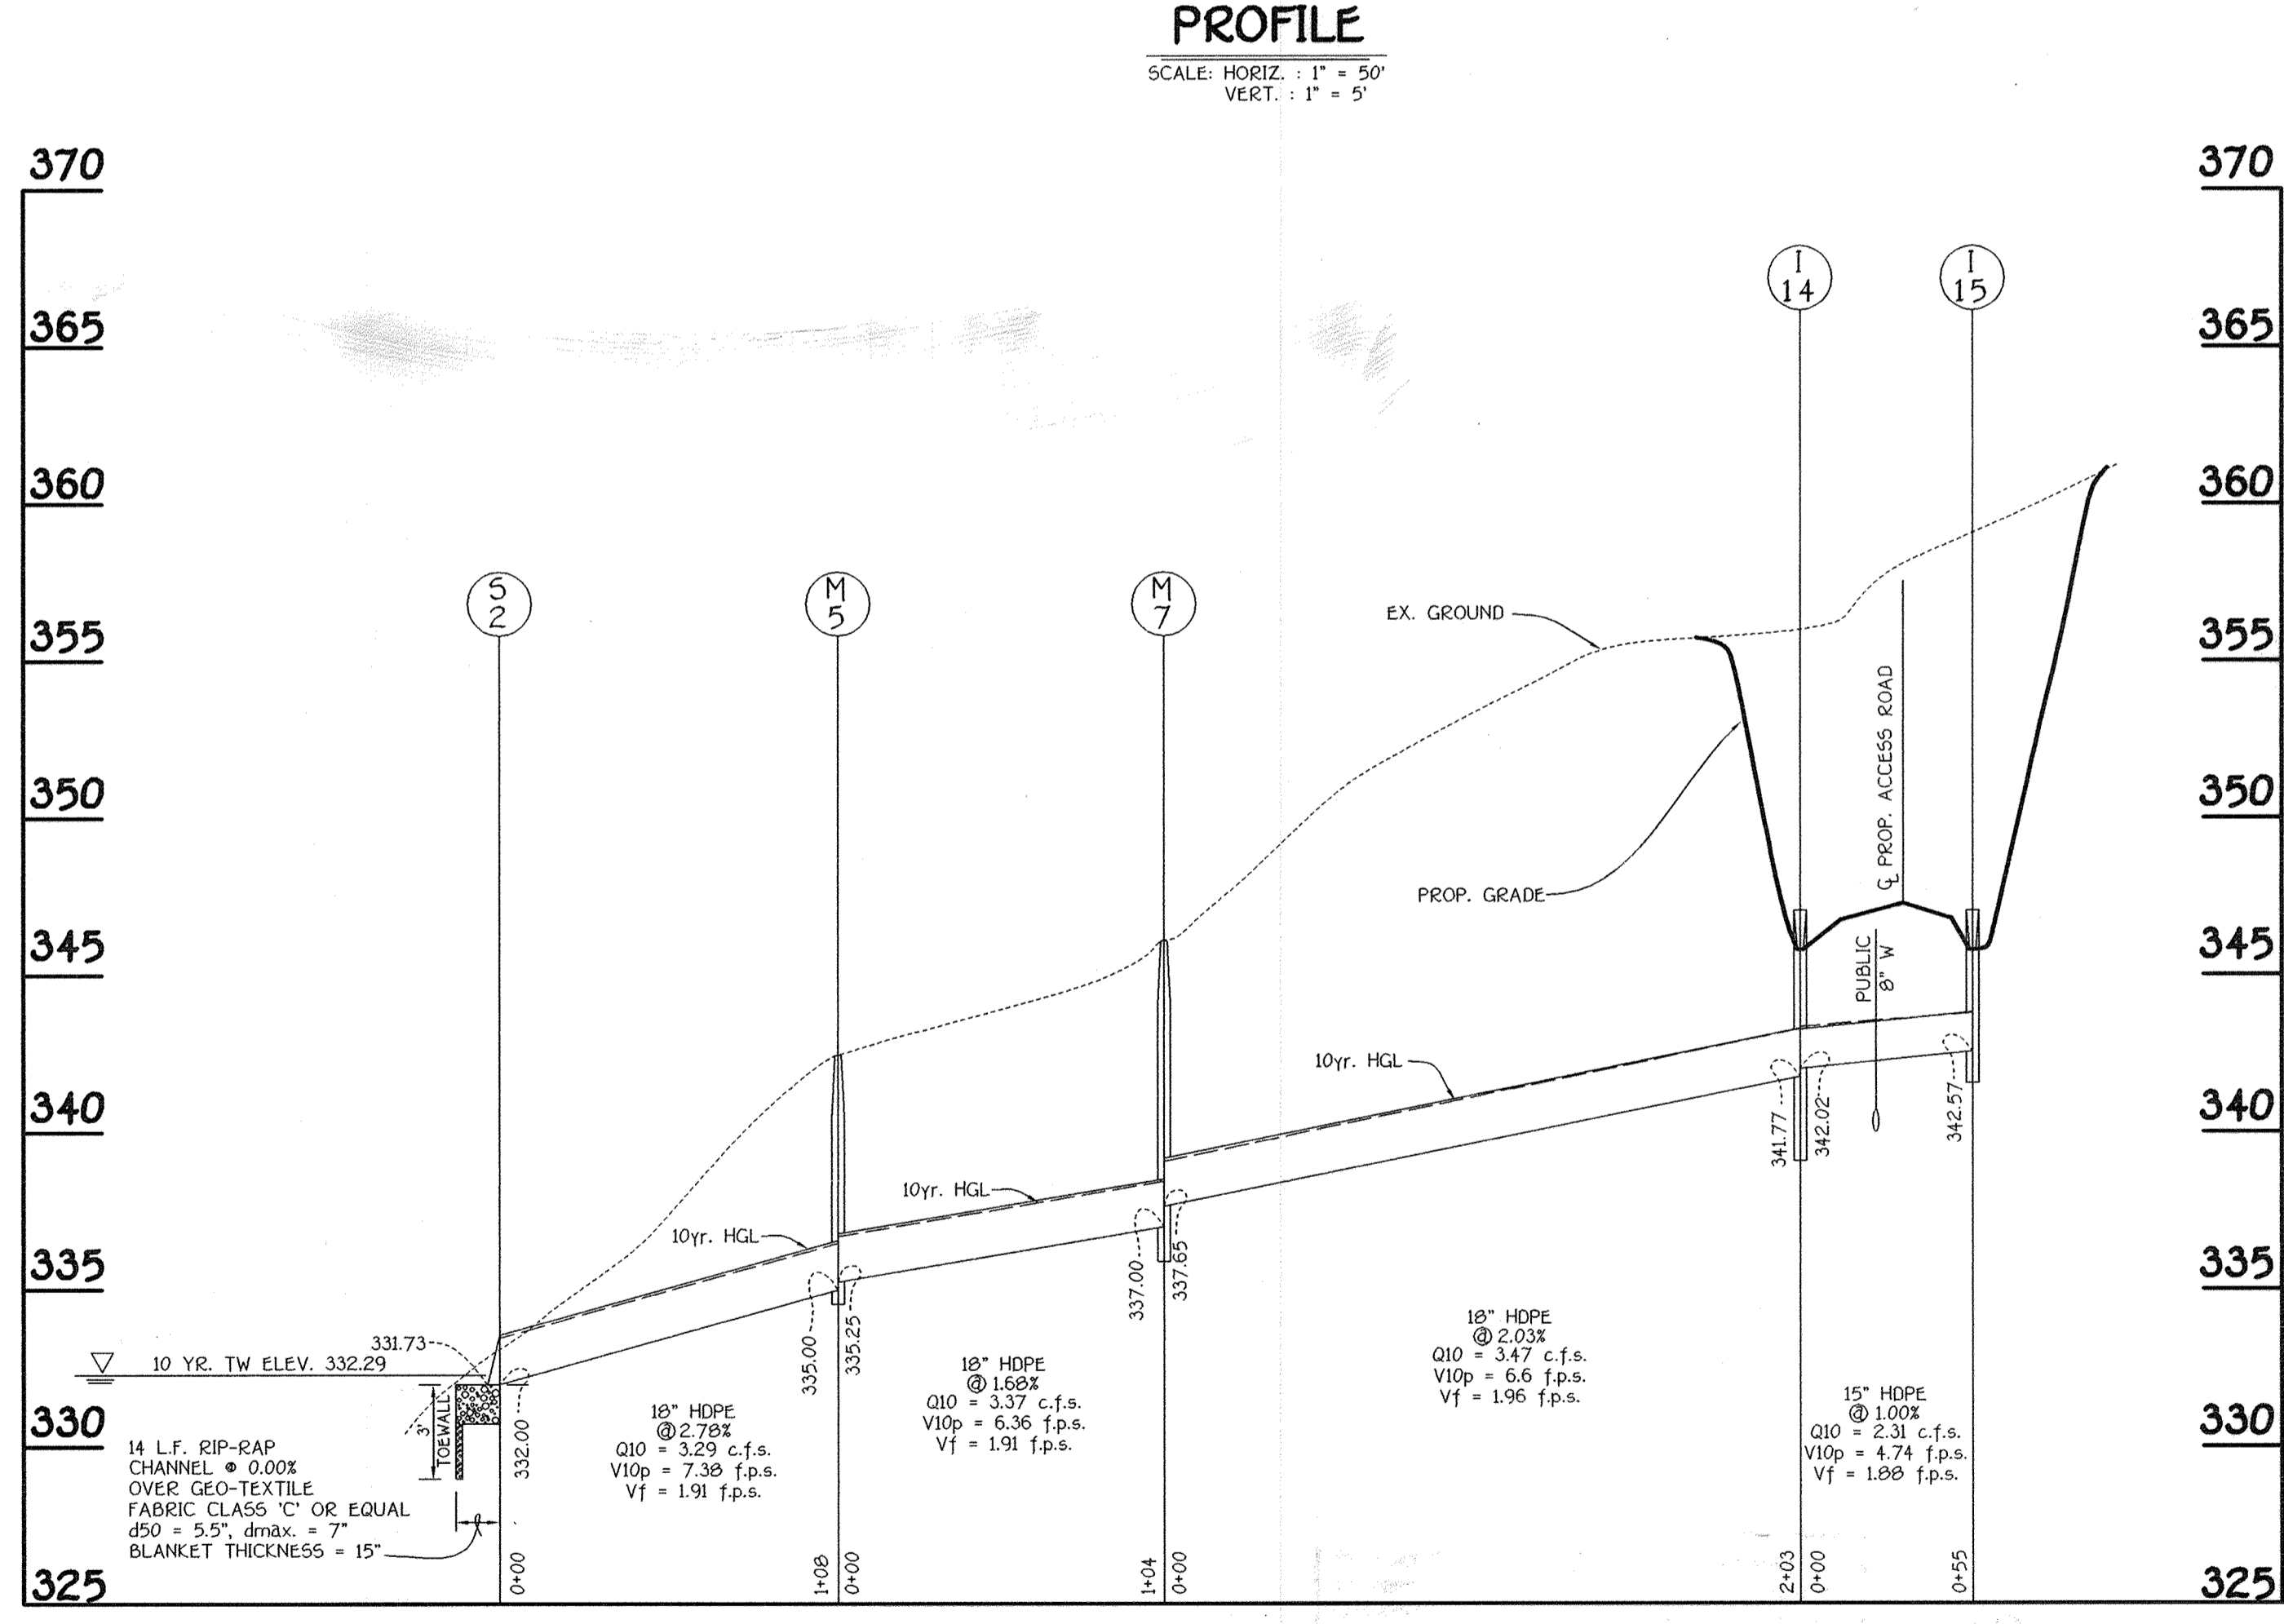 PROFILE
SCALE: HORIZ. : 1" = 50'
VERT. : 1" = 5'
370
370
365
365
360
360
355
355
350
350
345
345
340
340
335
335
330
330
325
325
S
2
M
5
M
7
I
14
I
15
EX. GROUND
PROP. GRADE
℄ PROP. ACCESS ROAD
PUBLIC
8" W
10yr. HGL
10yr. HGL
10yr. HGL
331.73
10 YR. TW ELEV. 332.29
3'
TOEWALL
332.00
335.00
335.25
337.00
337.65
341.77
342.02
342.57
14 L.F. RIP-RAP
CHANNEL @ 0.00%
OVER GEO-TEXTILE
FABRIC CLASS 'C' OR EQUAL
d50 = 5.5", dmax. = 7"
BLANKET THICKNESS = 15"
18" HDPE
@ 2.78%
Q10 = 3.29 c.f.s.
V10p = 7.38 f.p.s.
Vf = 1.91 f.p.s.
18" HDPE
@ 1.68%
Q10 = 3.37 c.f.s.
V10p = 6.36 f.p.s.
Vf = 1.91 f.p.s.
18" HDPE
@ 2.03%
Q10 = 3.47 c.f.s.
V10p = 6.6 f.p.s.
Vf = 1.96 f.p.s.
15" HDPE
@ 1.00%
Q10 = 2.31 c.f.s.
V10p = 4.74 f.p.s.
Vf = 1.88 f.p.s.
0+00
1+08
0+00
1+04
0+00
2+03
0+00
0+55